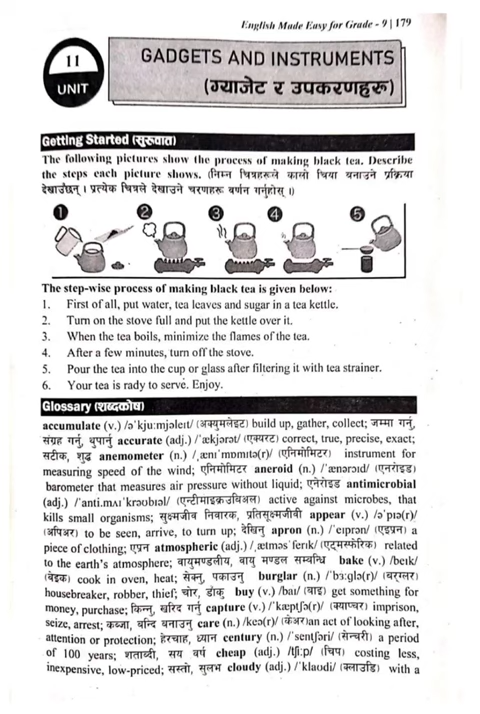 English Made Easy for Grade - 9 | 179
11
UNIT
GADGETS AND INSTRUMENTS
(ग्याजेट र उपकरणहरू)
Getting Started (सुरुवात)
The following pictures show the process of making black tea. Describe
the steps each picture shows. (निम्न चित्रहरूले कालो चिया बनाउने प्रक्रिया
देखाउँछन् । प्रत्येक चित्रले देखाउने चरणहरू वर्णन गर्नुहोस् ।)
1 2 3 4 5
The step-wise process of making black tea is given below:
1. First of all, put water, tea leaves and sugar in a tea kettle.
2. Turn on the stove full and put the kettle over it.
3. When the tea boils, minimize the flames of the tea.
4. After a few minutes, turn off the stove.
5. Pour the tea into the cup or glass after filtering it with tea strainer.
6. Your tea is rady to serve. Enjoy.
Glossary (शब्दकोष)
accumulate (v.) /əˈkjuːmjəleɪt/ (अक्युमलेइट) build up, gather, collect; जम्मा गर्नु,
संग्रह गर्नु, थुपार्नु accurate (adj.) /ˈækjərət/ (एक्यरट) correct, true, precise, exact;
सटीक, शुद्ध anemometer (n.) /ˌænɪˈmɒmɪtə(r)/ (एनिमोमिटर) instrument for
measuring speed of the wind; एनिमोमिटर aneroid (n.) /ˈænərɔɪd/ (एनरोइड)
barometer that measures air pressure without liquid; एनेरोइड antimicrobial
(adj.) /ˈanti.mʌɪˈkrəʊbɪəl/ (एन्टीमाइक्रउबिअल) active against microbes, that
kills small organisms; सुक्ष्मजीव निवारक, प्रतिसूक्ष्मजीवी appear (v.) /əˈpɪə(r)/
(अपिअर) to be seen, arrive, to turn up; देखिनु apron (n.) /ˈeɪprən/ (एइप्रन) a
piece of clothing; एप्रन atmospheric (adj.) /ˌætməsˈferɪk/ (एट्मस्फेरिक) related
to the earth's atmosphere; वायुमण्डलीय, वायु मण्डल सम्बन्धि bake (v.) /beɪk/
(बेइक) cook in oven, heat; सेक्नु, पकाउनु burglar (n.) /ˈbɜːɡlə(r)/ (बर्ग्लर)
housebreaker, robber, thief; चोर, डाँकु buy (v.) /baɪ/ (बाइ) get something for
money, purchase; किन्नु, खरिद गर्नु capture (v.) /ˈkæptʃə(r)/ (क्याप्चर) imprison,
seize, arrest; कब्जा, बन्दि बनाउनु care (n.) /keə(r)/ (केअर)an act of looking after,
attention or protection; हेरचाह, ध्यान century (n.) /ˈsentʃəri/ (सेन्चरी) a period
of 100 years; शताब्दी, सय वर्ष cheap (adj.) /tʃiːp/ (चिप) costing less,
inexpensive, low-priced; सस्तो, सुलभ cloudy (adj.) /ˈklaʊdi/ (क्लाउडि) with a